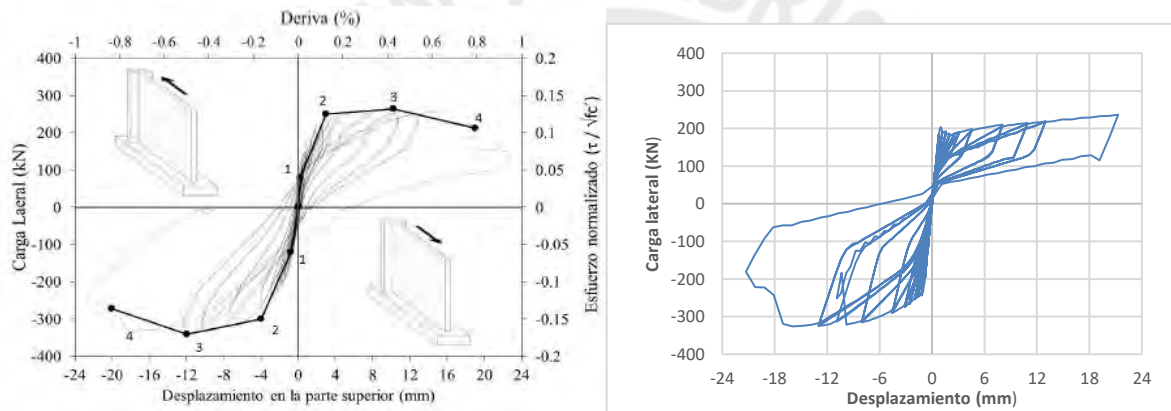 Deriva (%)
-1 -0.8 -0.6 -0.4 -0.2 0 0.2 0.4 0.6 0.8 1
400 0.2
300 0.15
200 0.1
100 0.05
0 0
-100 -0.05
-200 -0.1
-300 -0.15
-400 -0.2
-24 -20 -16 -12 -8 -4 0 4 8 12 16 20 24
Carga Laeral (kN)
Esfuerzo normalizado (τ / √fc´)
Desplazamiento en la parte superior (mm)
2 3 4
1
1
2
3
4
400
300
200
100
0
-100
-200
-300
-400
-24 -18 -12 -6 0 6 12 18 24
Carga lateral (KN)
Desplazamiento (mm)